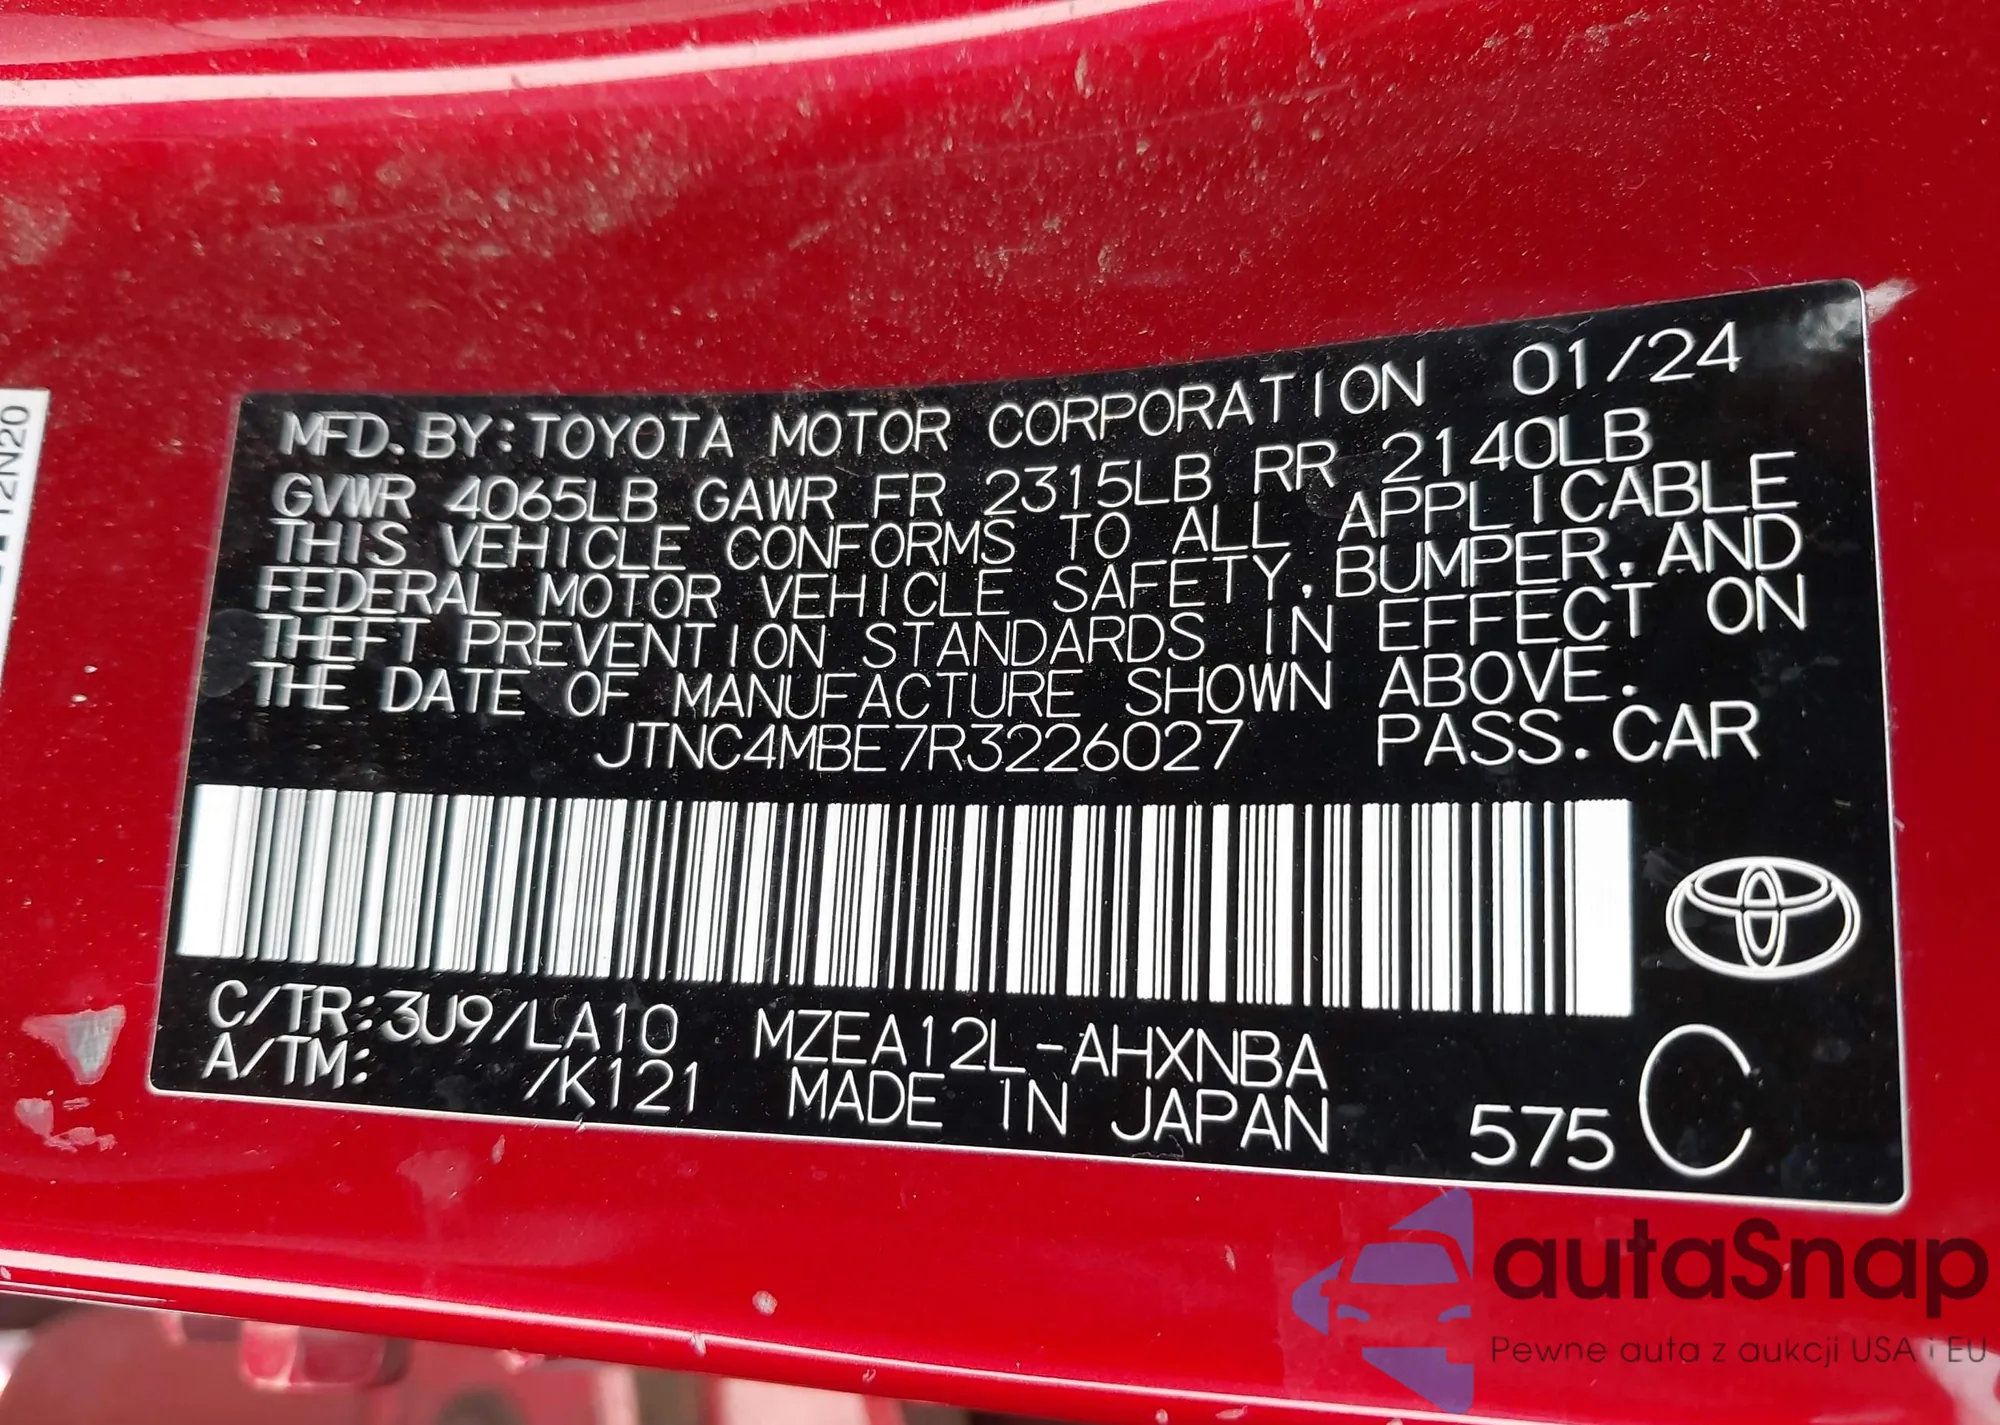 MFD. BY: TOYOTA MOTOR CORPORATION 01/24
GVWR 4065LB GAWR FR 2315LB RR 2140LB
THIS VEHICLE CONFORMS TO ALL APPLICABLE
FEDERAL MOTOR VEHICLE SAFETY, BUMPER, AND
THEFT PREVENTION STANDARDS IN EFFECT ON
THE DATE OF MANUFACTURE SHOWN ABOVE.
JTNC4MBE7R3226027 PASS. CAR
C/TR:3U9/LA10 MZEA12L-AHXNBA
A/TM: /K121 MADE IN JAPAN 575 C
autaSnap
Pewne auta z aukcji USA i EU